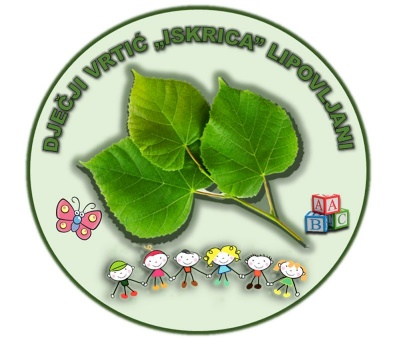 DJEČJI VRTIĆ „ISKRICA” LIPOVLJANI
A A
B C